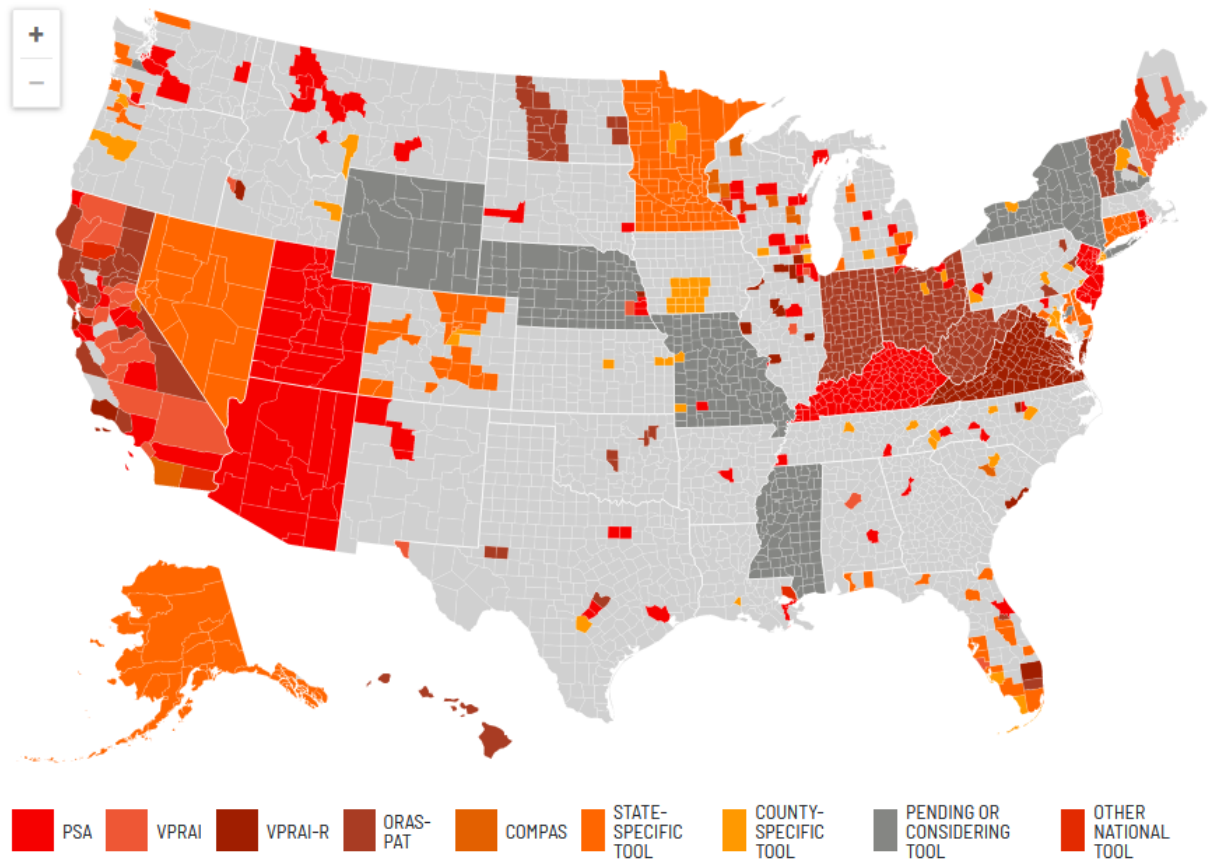 +
−
PSA
VPRAI
VPRAI-R
ORAS-
PAT
COMPAS
STATE-
SPECIFIC
TOOL
COUNTY-
SPECIFIC
TOOL
PENDING OR
CONSIDERING
TOOL
OTHER
NATIONAL
TOOL